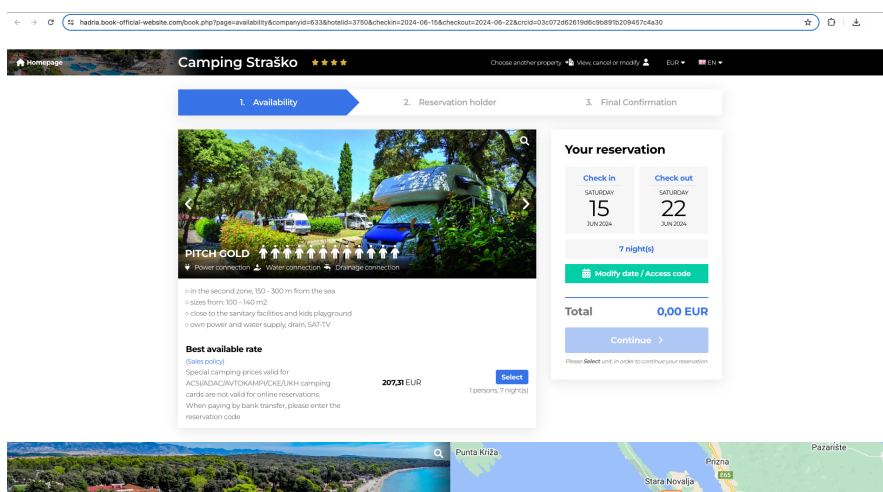 hadria.book-official-website.com/book.php?page=availability&companyid=633&hotelid=3750&checkin=2024-06-15&checkout=2024-06-22&crcid=03c072d62619d6c9b891b209457c4a30
Homepage
Camping Straško
Choose another property
View, cancel or modify
EUR
EN
1. Availability
2. Reservation holder
3. Final Confirmation
PITCH GOLD
Power connection Water connection Drainage connection
in the second zone, 150 - 300 m from the sea
sizes from: 100 – 140 m2
close to the sanitary facilities and kids playground
own power and water supply, drain, SAT-TV
Best available rate
(Sales policy)
Special camping prices valid for
ACSI/ADAC/AVTOKAMPI/CKE/UKH camping
cards are not valid for online reservations.
When paying by bank transfer, please enter the
reservation code
207,31 EUR
Select
1 persons, 7 night(s)
Your reservation
Check in
SATURDAY
15
JUN 2024
Check out
SATURDAY
22
JUN 2024
7 night(s)
Modify date / Access code
Total 0,00 EUR
Continue
Please Select unit, in order to continue your reservation.
Punta Križa
Prizna
Pazarište
E65
Stara Novalja